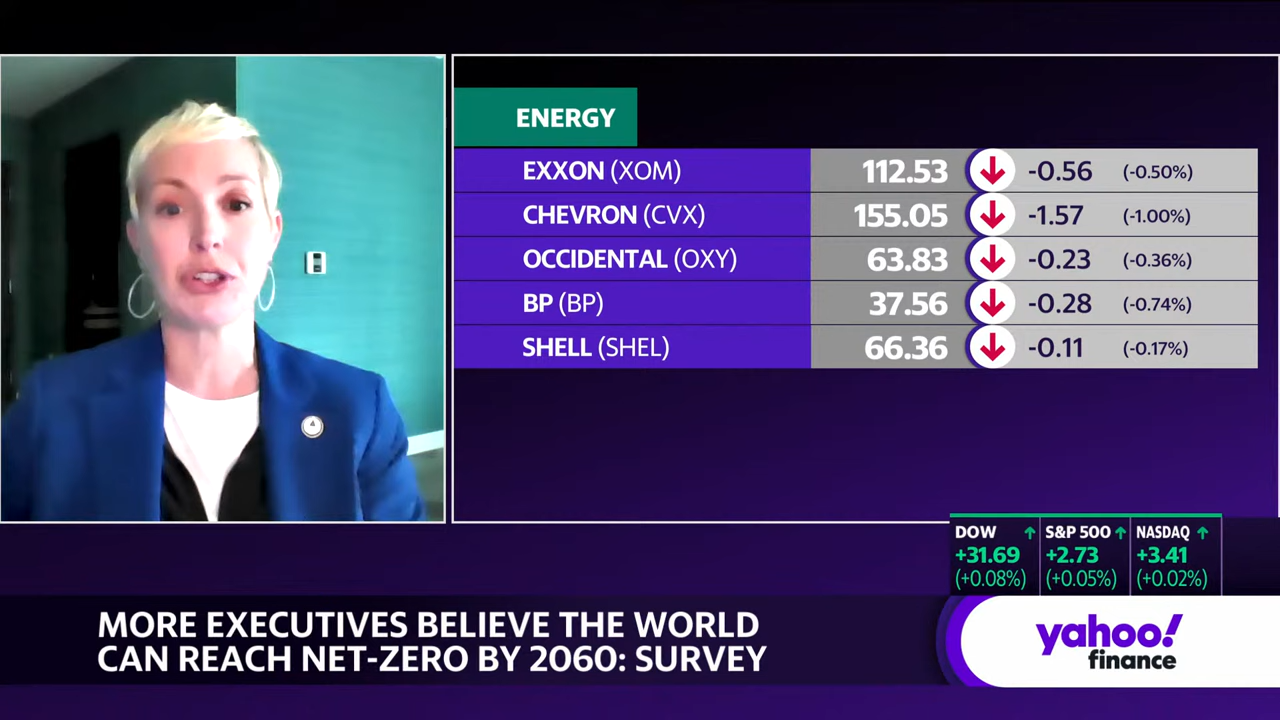 ENERGY
EXXON (XOM) 112.53 -0.56 (-0.50%)
CHEVRON (CVX) 155.05 -1.57 (-1.00%)
OCCIDENTAL (OXY) 63.83 -0.23 (-0.36%)
BP (BP) 37.56 -0.28 (-0.74%)
SHELL (SHEL) 66.36 -0.11 (-0.17%)
DOW S&P 500 NASDAQ
+31.69 +2.73 +3.41
(+0.08%) (+0.05%) (+0.02%)
MORE EXECUTIVES BELIEVE THE WORLD
CAN REACH NET-ZERO BY 2060: SURVEY
yahoo!
finance